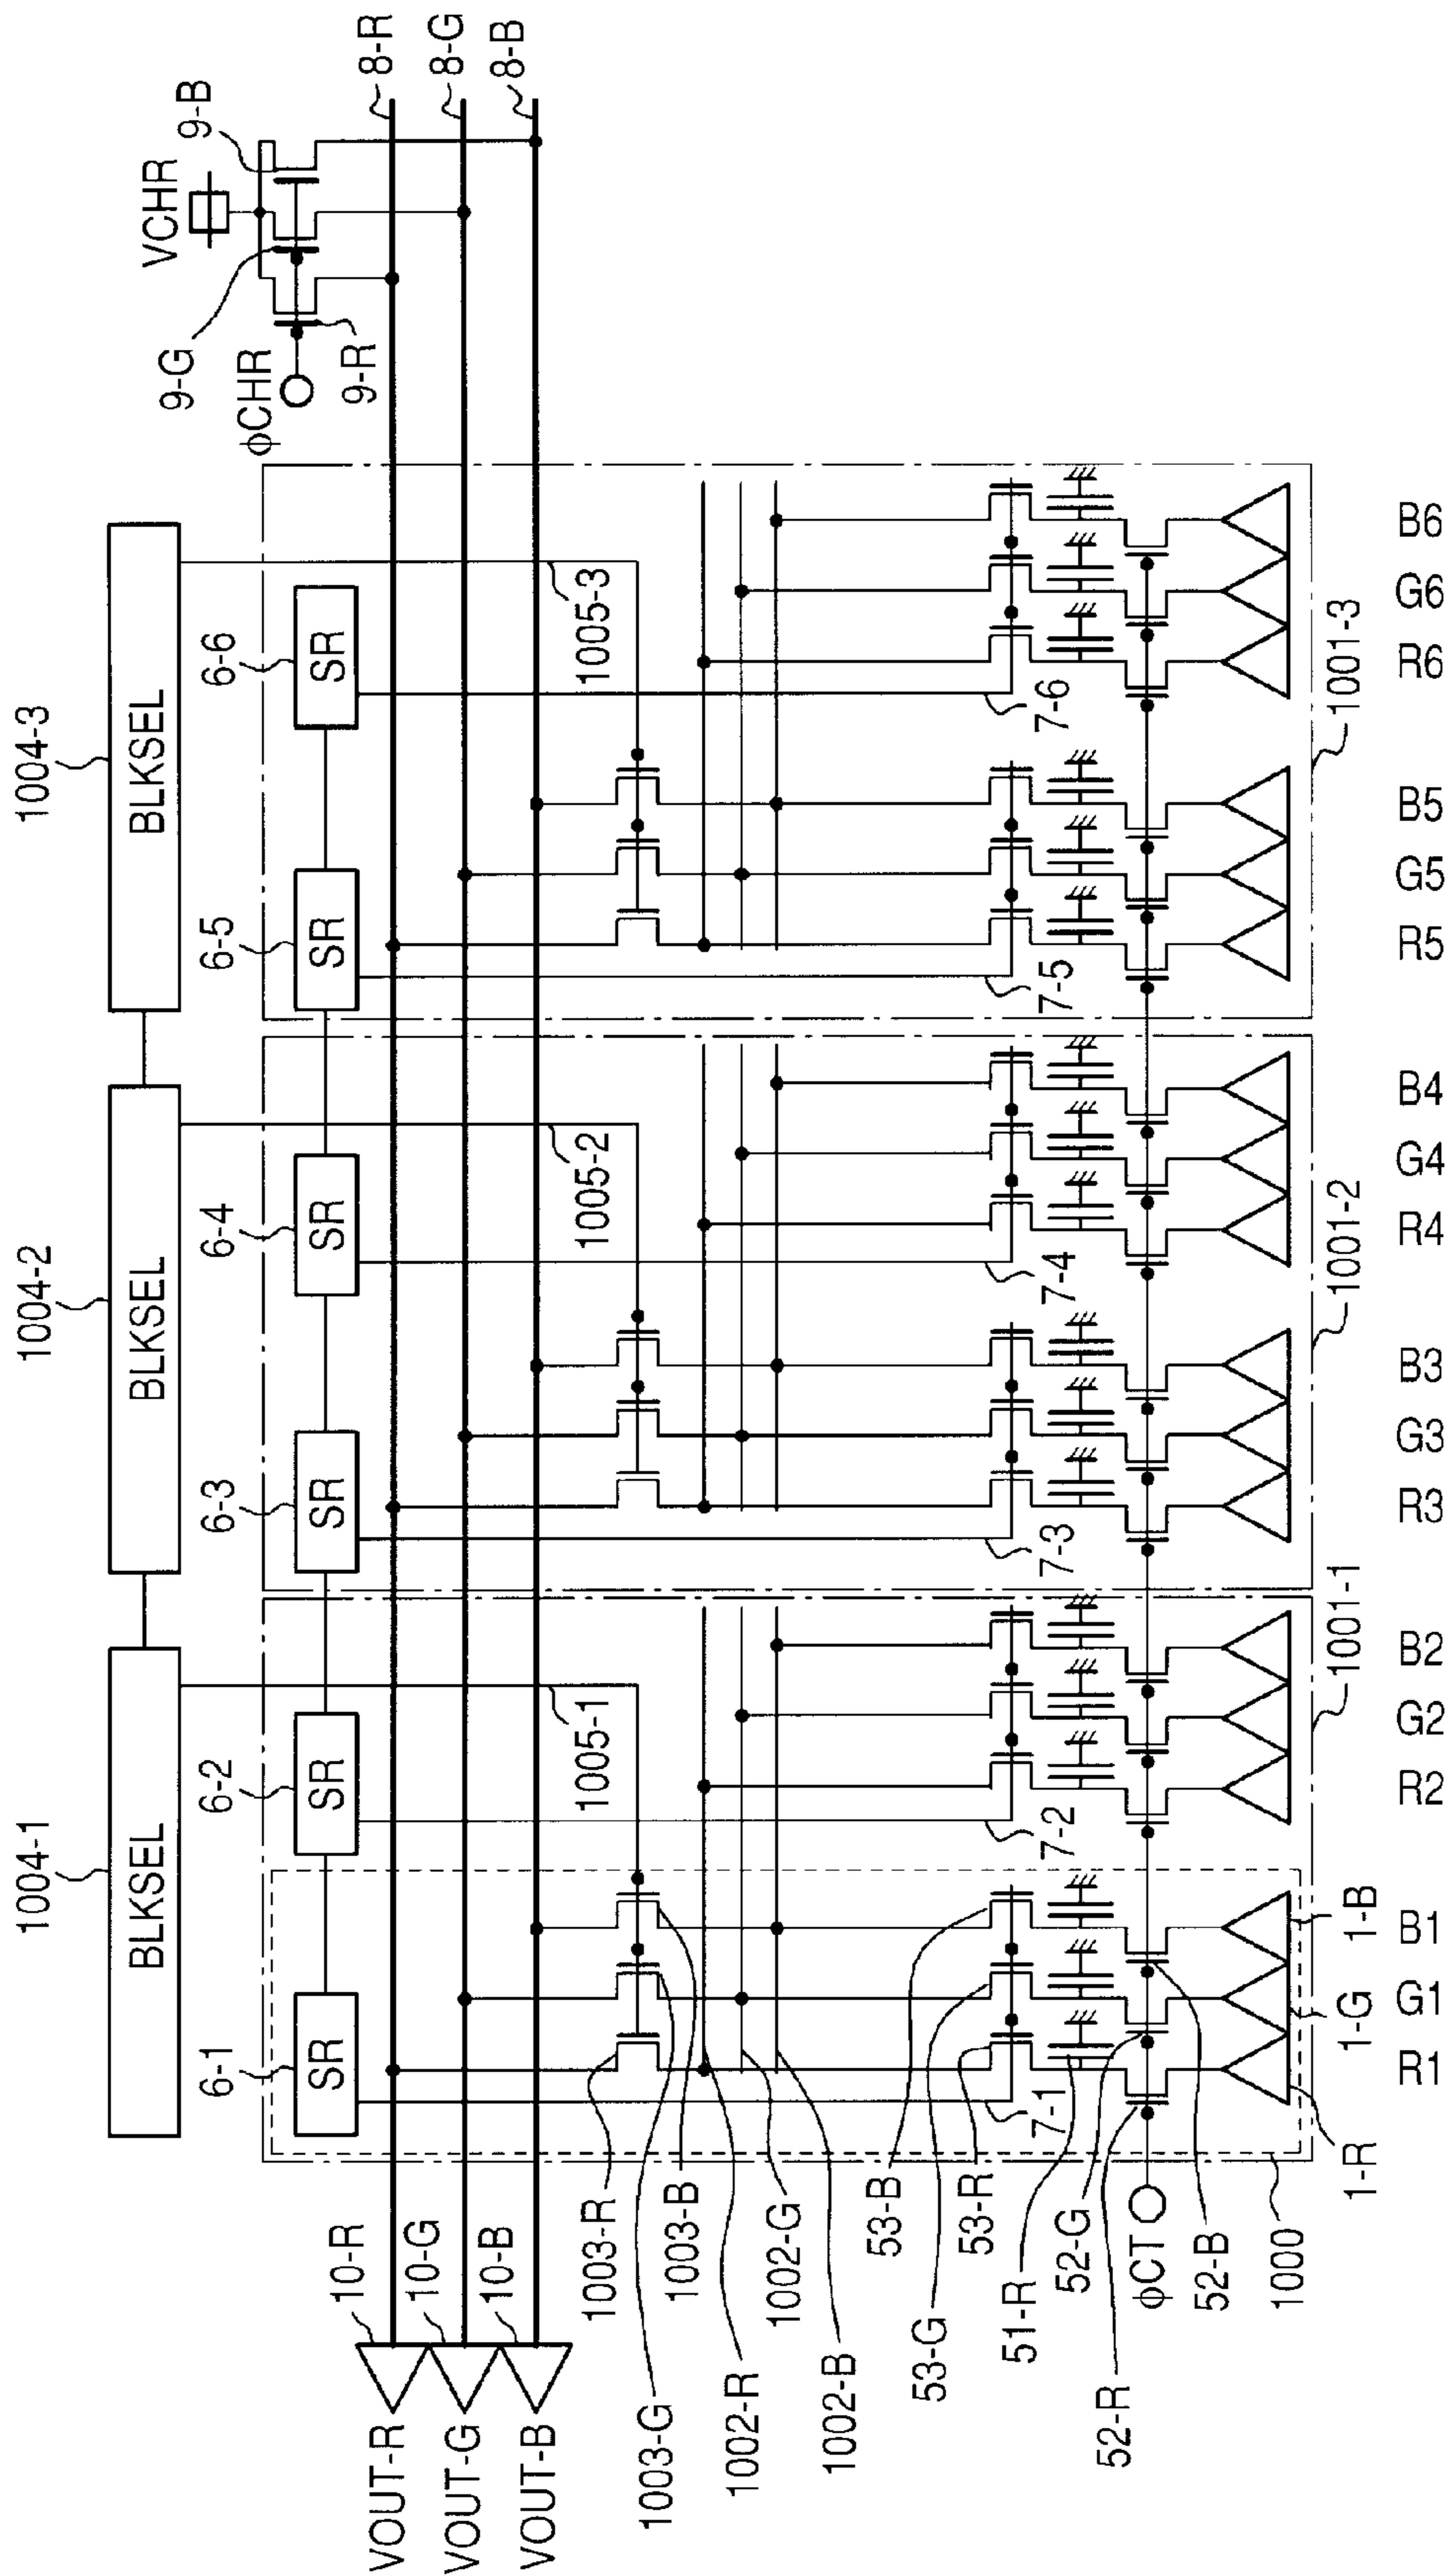 1004-1
1004-2
1004-3
BLKSEL
BLKSEL
BLKSEL
6-1
6-2
6-3
6-4
6-5
6-6
SR
SR
SR
SR
SR
SR
VCHR
9-B
9-G
φCHR
9-R
8-R
8-G
8-B
10-R
10-G
10-B
VOUT-R
VOUT-G
VOUT-B
1005-1
1005-2
1005-3
1003-R
1003-G
1003-B
1002-R
1002-G
1002-B
53-B
53-G
53-R
51-R
52-G
52-R
φCT
52-B
1000
7-1
7-2
7-3
7-4
7-5
7-6
1-R
1-G
1-B
1001-1
1001-2
1001-3
R1 G1 B1 R2 G2 B2 R3 G3 B3 R4 G4 B4 R5 G5 B5 R6 G6 B6